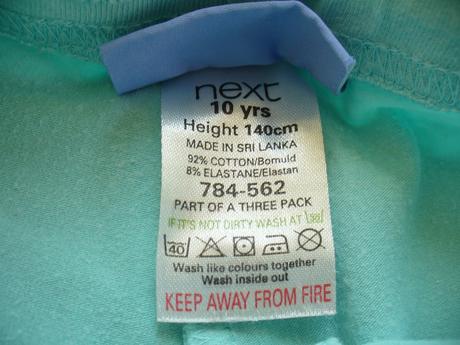 next
10 yrs
Height 140cm
MADE IN SRI LANKA
92% COTTON/Bomuld
8% ELASTANE/Elastan
784-562
PART OF A THREE PACK
IF IT'S NOT DIRTY WASH AT 30
40
Wash like colours together
Wash inside out
KEEP AWAY FROM FIRE